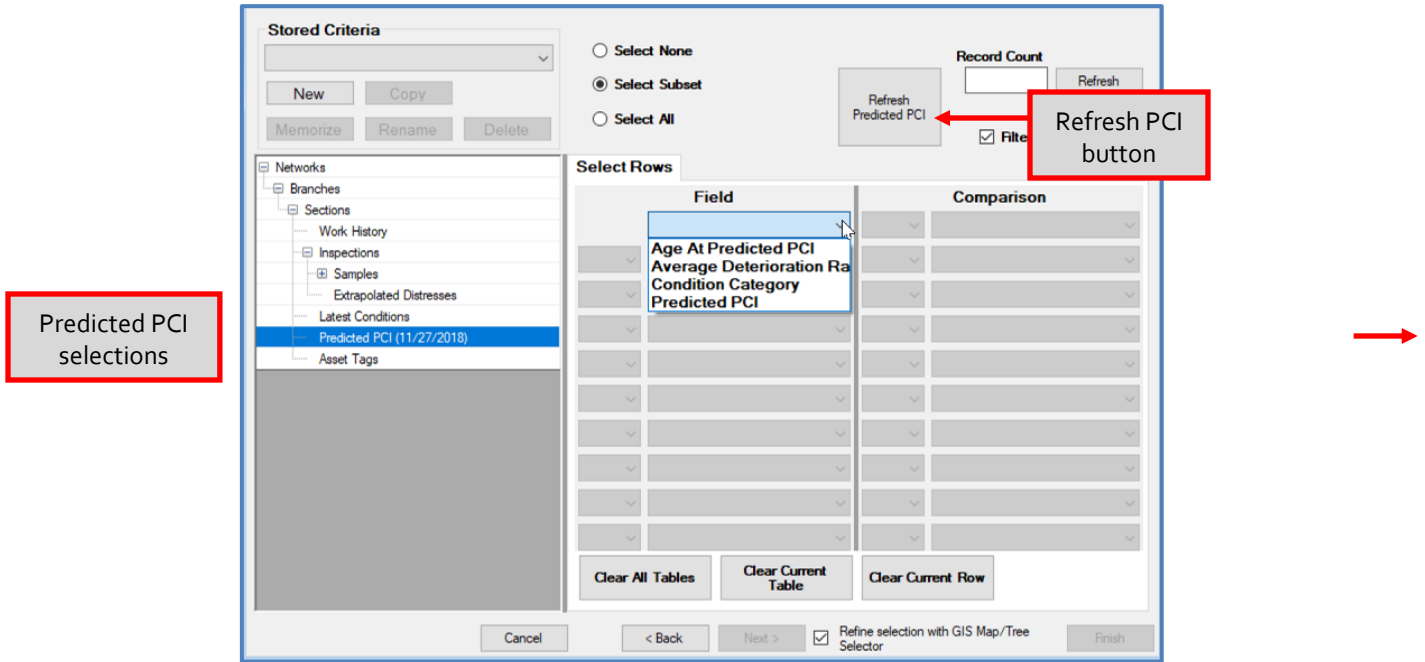 Stored Criteria
New
Copy
Memorize
Rename
Delete
Select None
Select Subset
Select All
Refresh
Predicted PCI
Record Count
Refresh
Filte
Refresh PCI
button
Networks
Branches
Sections
Work History
Inspections
Samples
Extrapolated Distresses
Latest Conditions
Predicted PCI (11/27/2018)
Asset Tags
Predicted PCI
selections
Select Rows
Field
Comparison
Age At Predicted PCI
Average Deterioration Ra
Condition Category
Predicted PCI
Clear All Tables
Clear Current
Table
Clear Current Row
Cancel
< Back
Next >
Refine selection with GIS Map/Tree
Selector
Finish